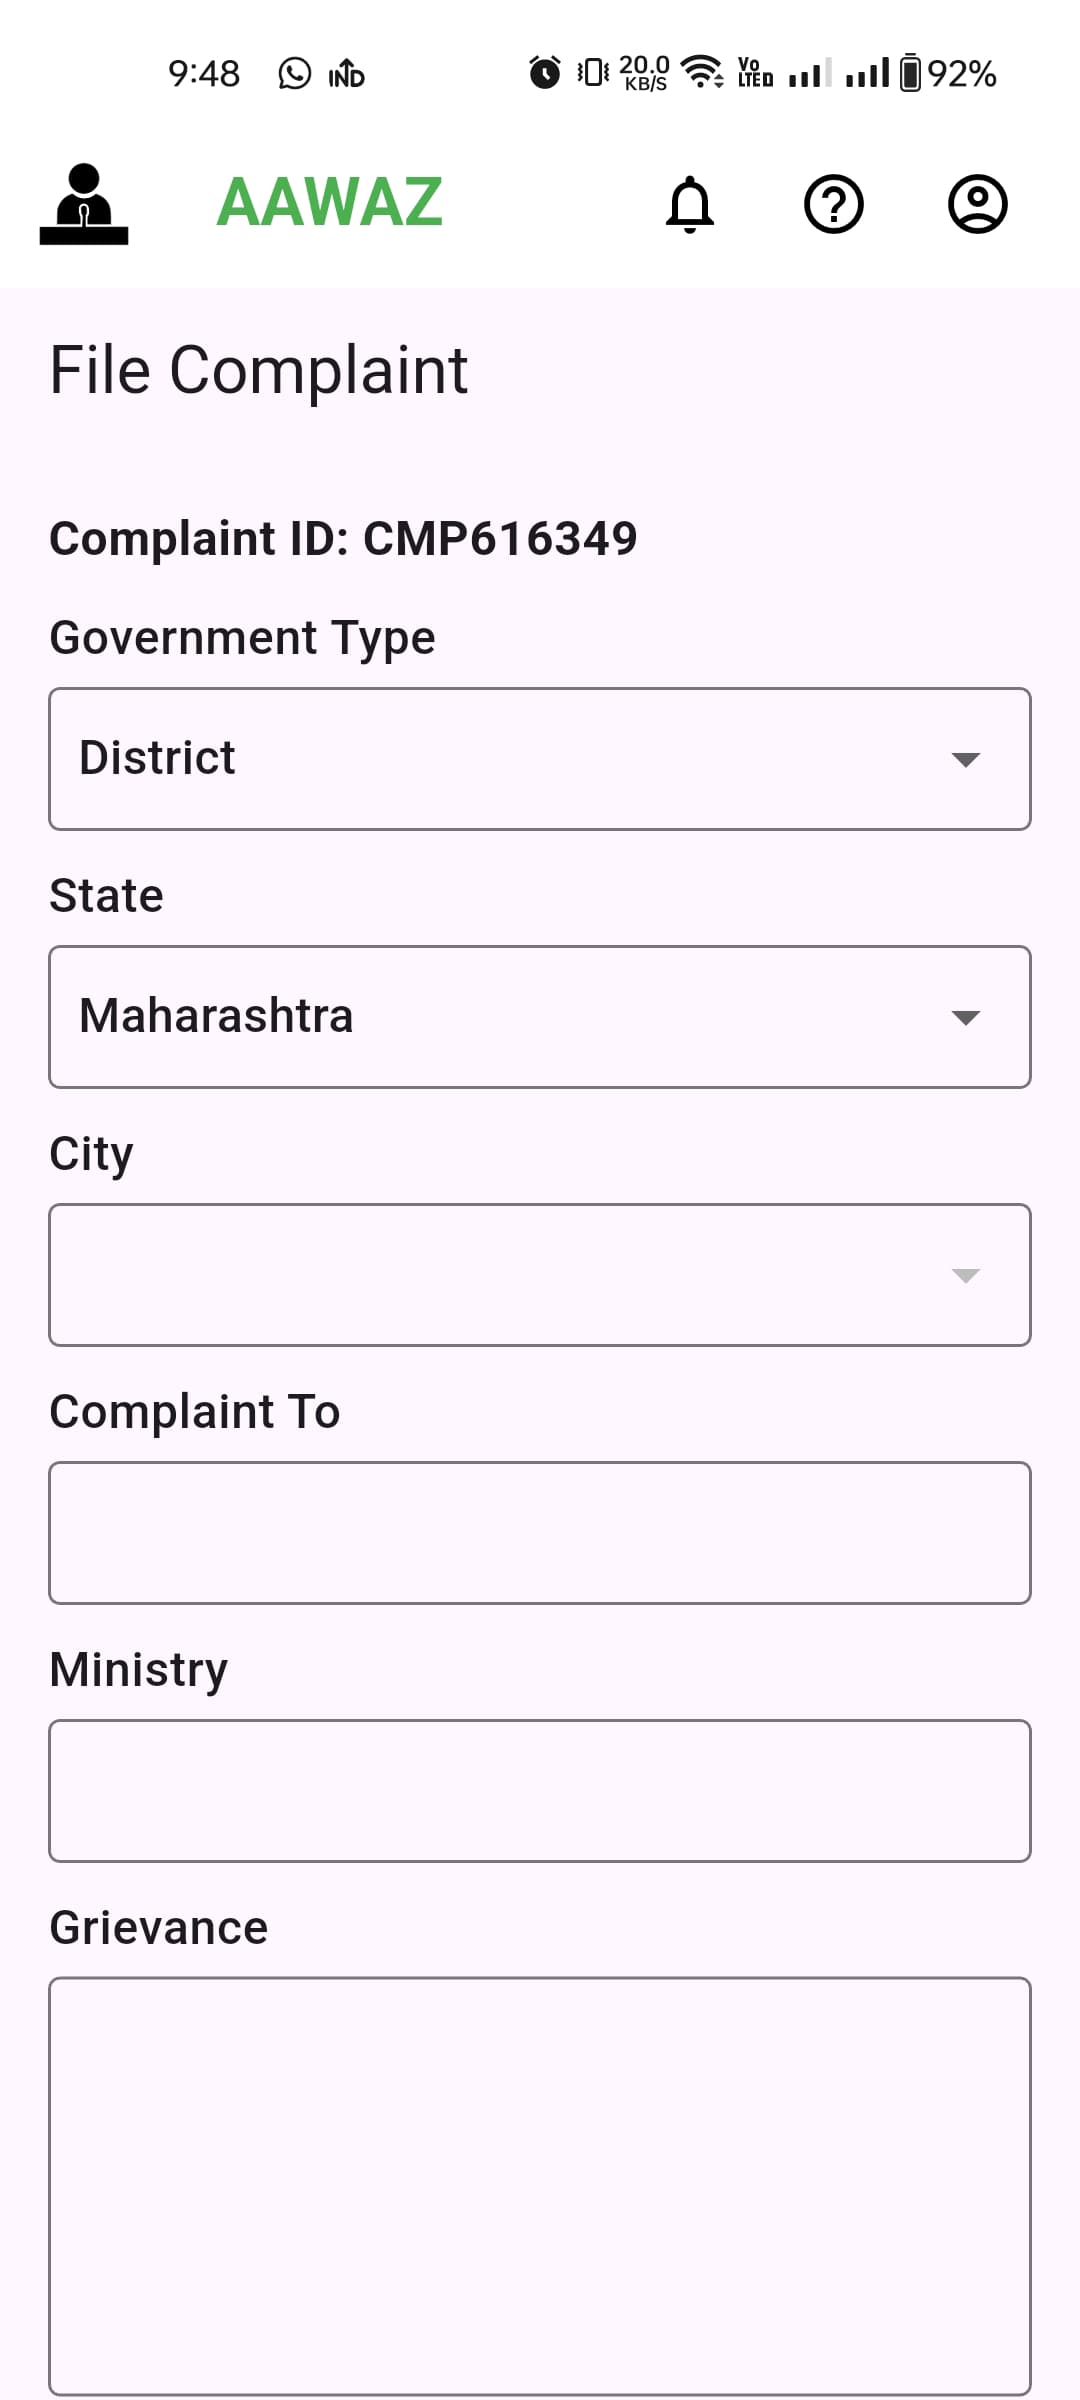 9:48 IND 20.0 KB/S Vo LTE D 92%
AAWAZ
File Complaint
Complaint ID: CMP616349
Government Type
District
State
Maharashtra
City
Complaint To
Ministry
Grievance